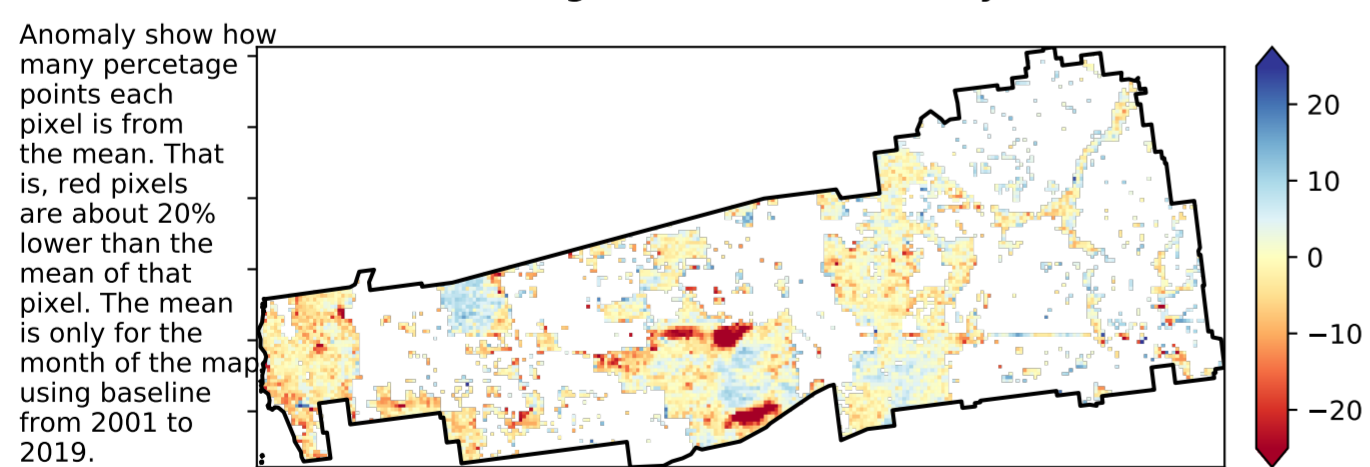 Anomaly show how
many percetage
points each
pixel is from
the mean. That
is, red pixels
are about 20%
lower than the
mean of that
pixel. The mean
is only for the
month of the map
using baseline
from 2001 to
2019.
20
10
0
−10
−20